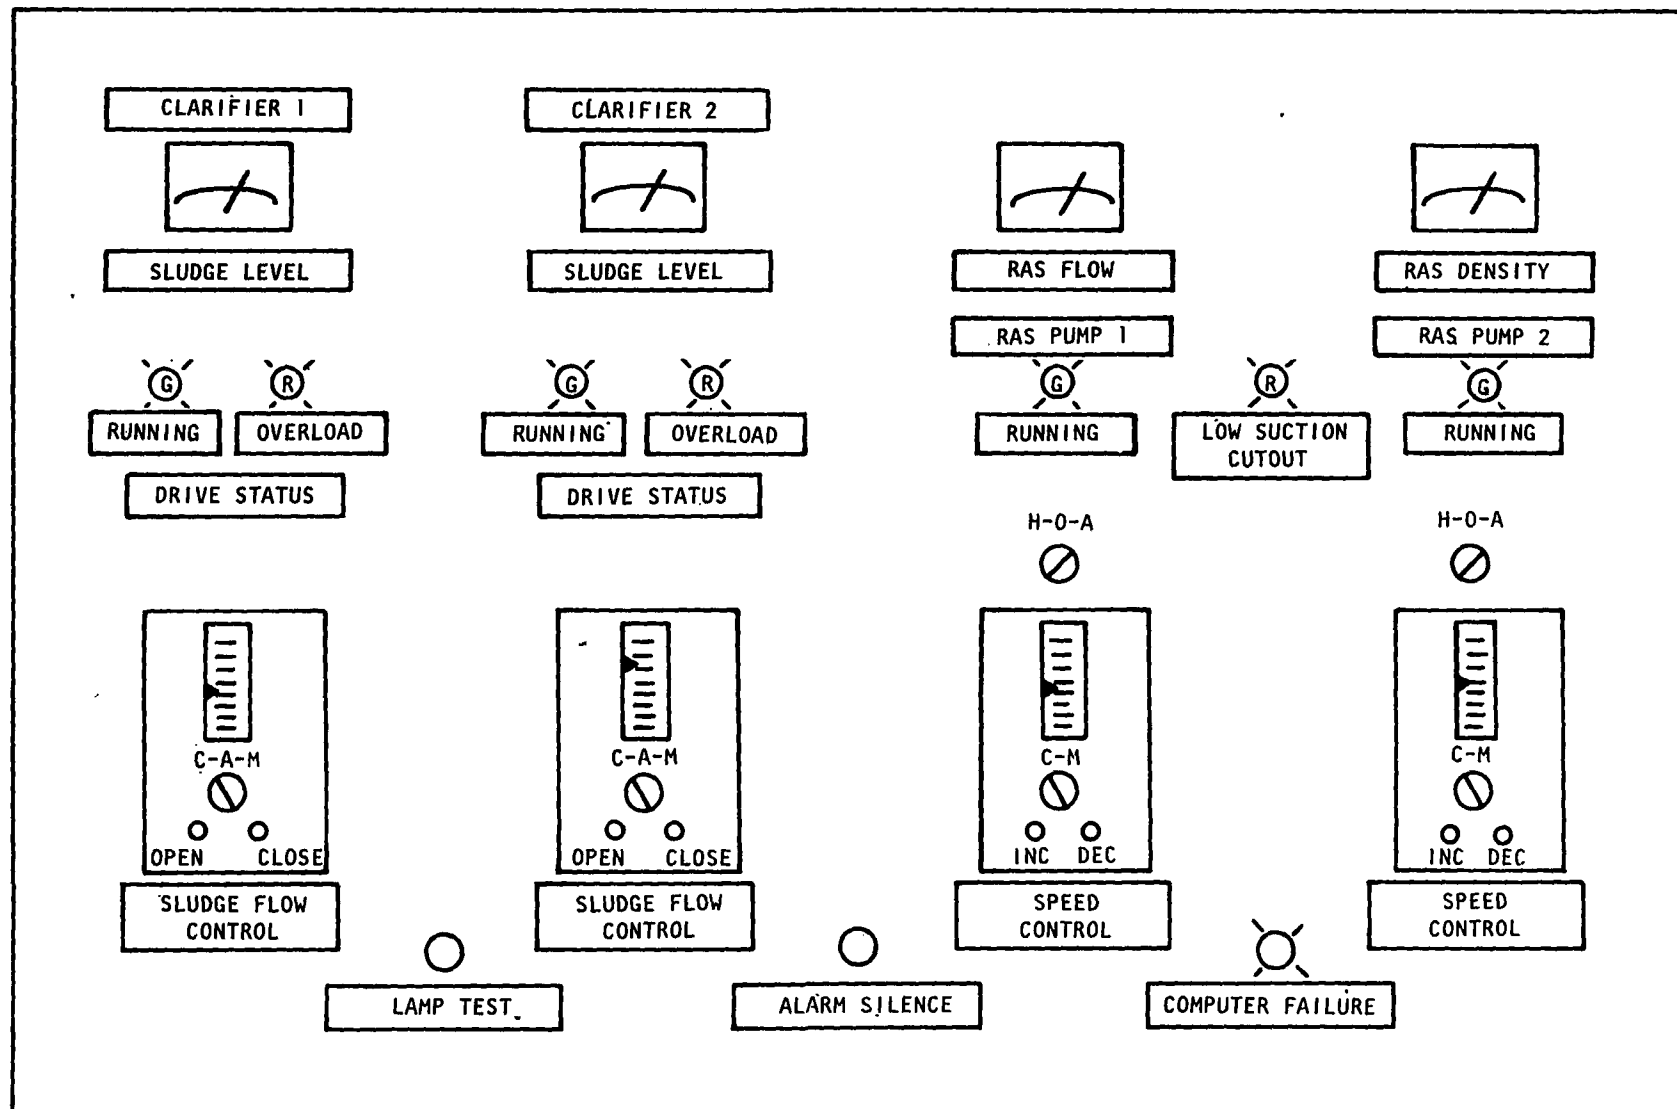 CLARIFIER 1
CLARIFIER 2
SLUDGE LEVEL
SLUDGE LEVEL
RAS FLOW
RAS DENSITY
RAS PUMP 1
RAS PUMP 2
G
R
G
R
G
R
G
RUNNING
OVERLOAD
RUNNING
OVERLOAD
RUNNING
LOW SUCTION
CUTOUT
RUNNING
DRIVE STATUS
DRIVE STATUS
H-O-A
H-O-A
C-A-M
C-A-M
C-M
C-M
OPEN
CLOSE
OPEN
CLOSE
INC
DEC
INC
DEC
SLUDGE FLOW
CONTROL
SLUDGE FLOW
CONTROL
SPEED
CONTROL
SPEED
CONTROL
LAMP TEST
ALARM SILENCE
COMPUTER FAILURE